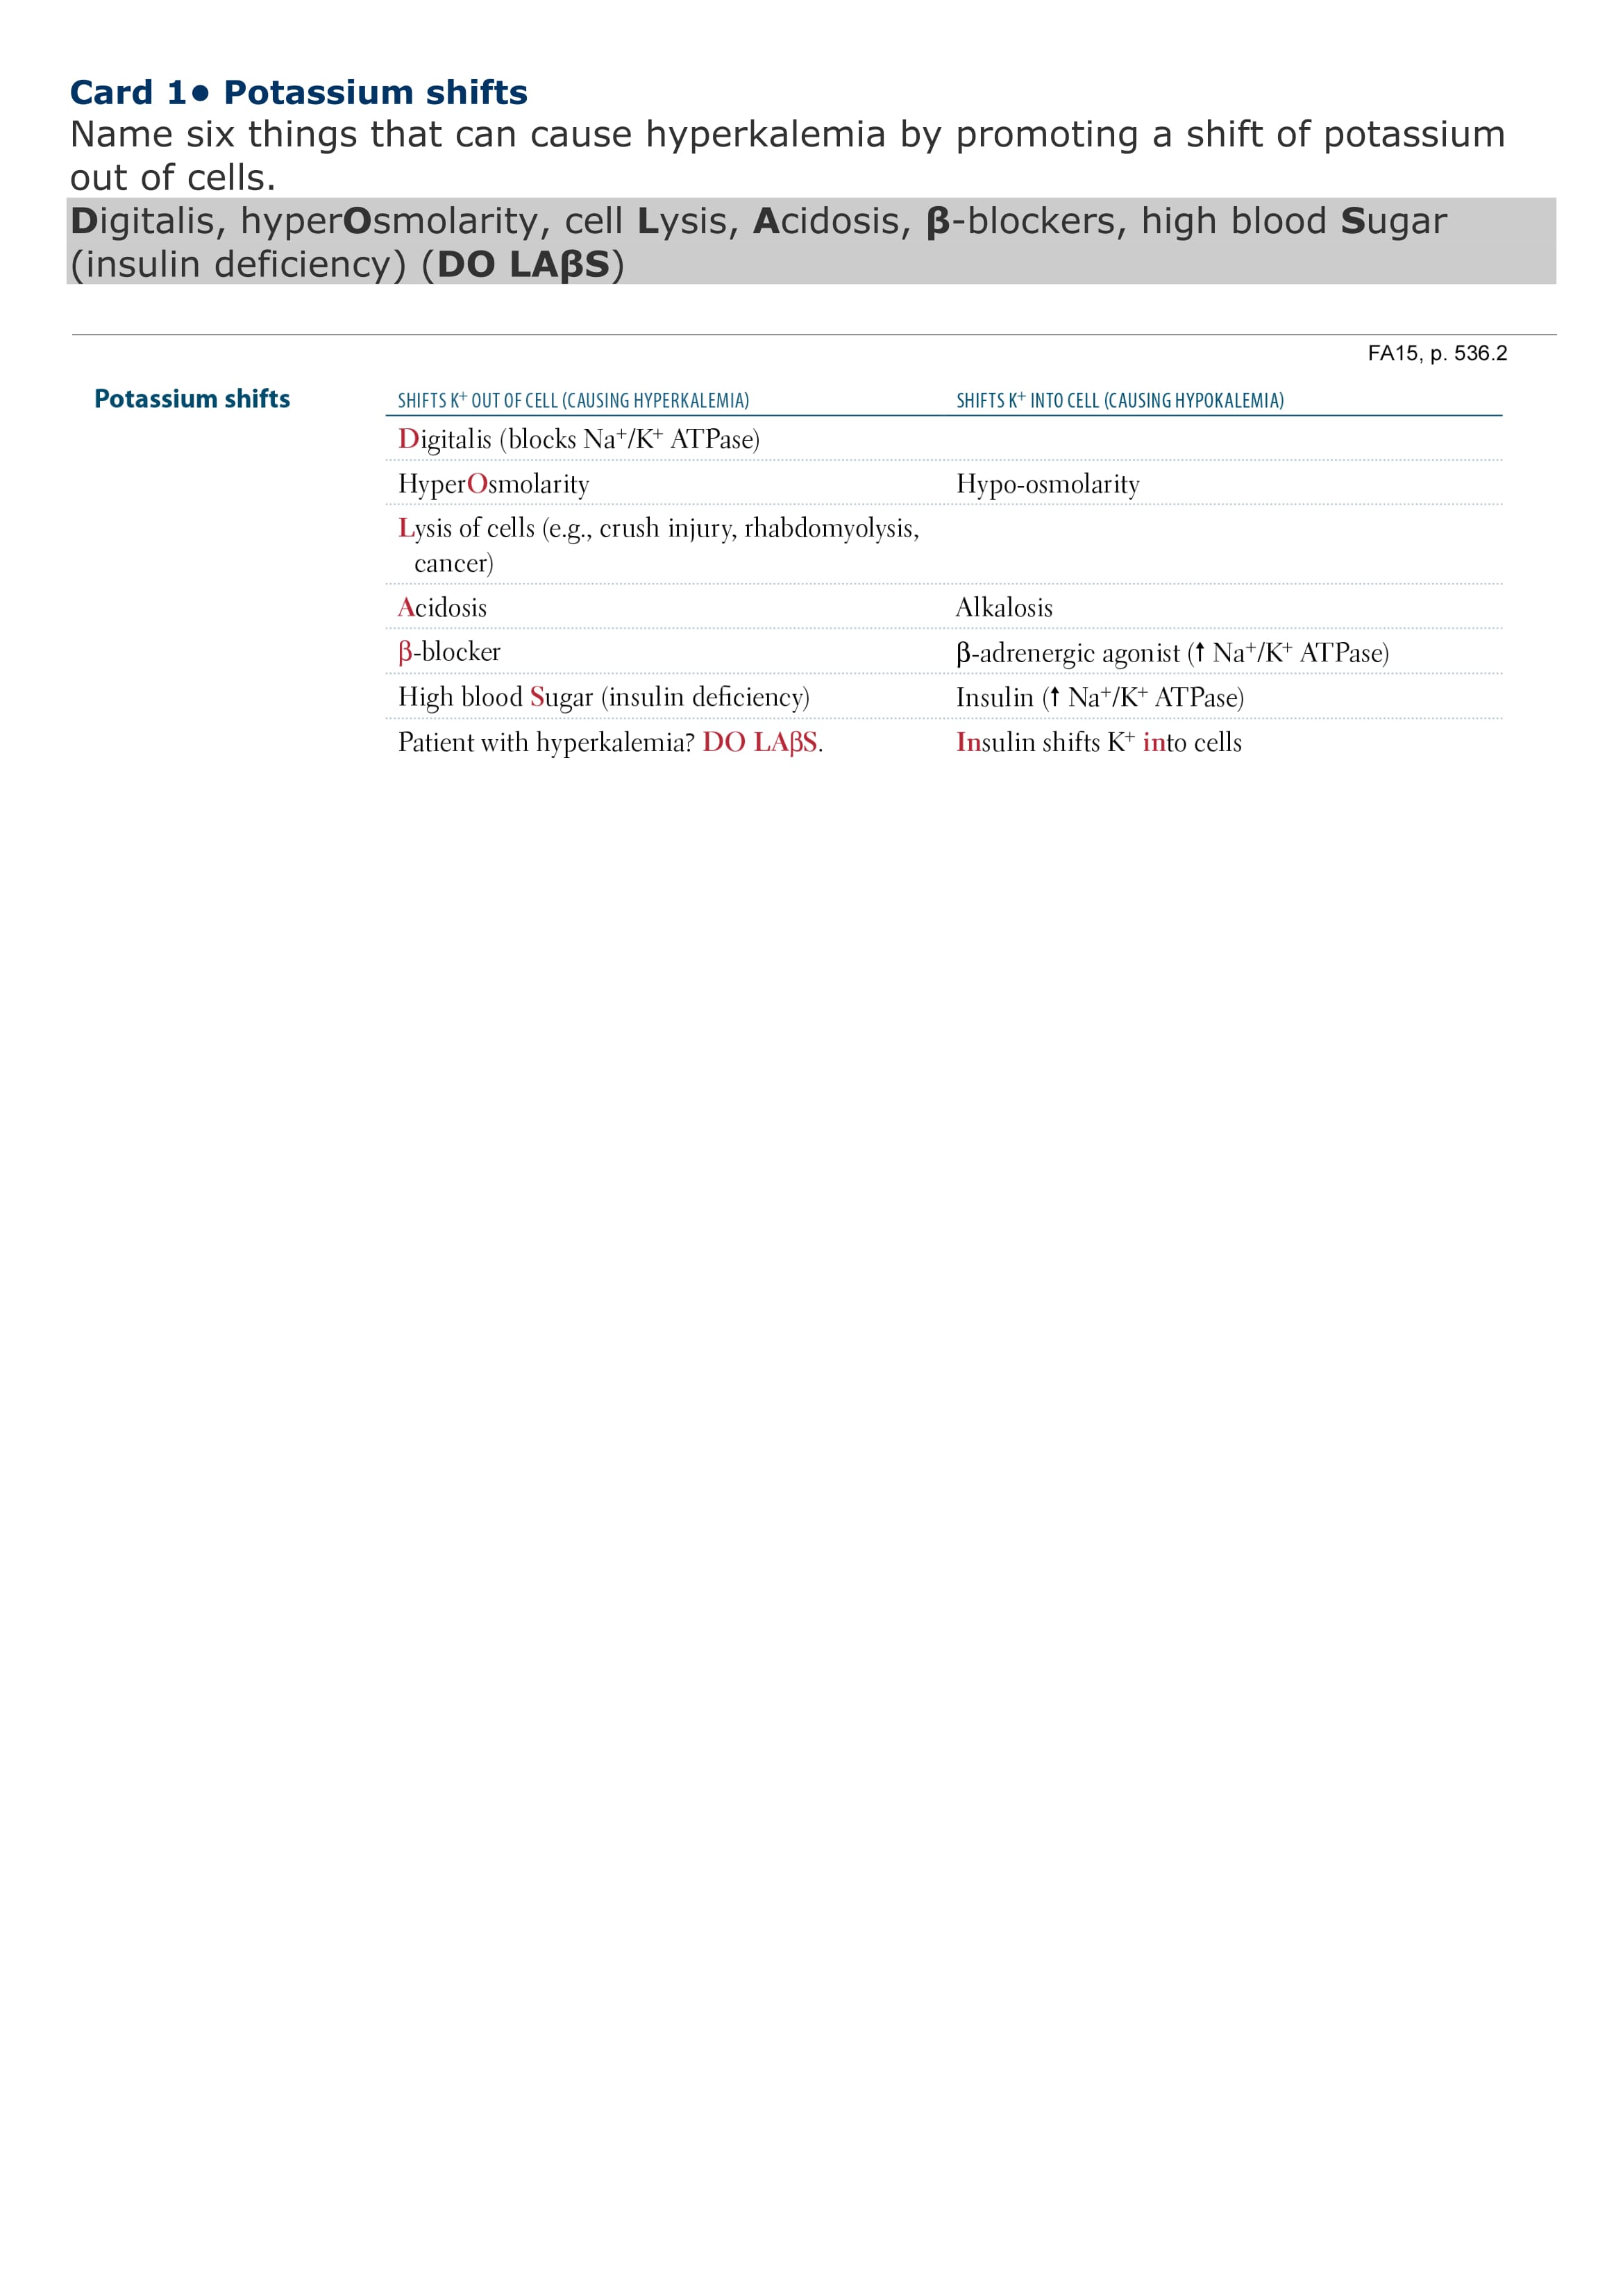 Card 1• Potassium shifts
Name six things that can cause hyperkalemia by promoting a shift of potassium
out of cells.
Digitalis, hyperOsmolarity, cell Lysis, Acidosis, β-blockers, high blood Sugar
(insulin deficiency) (DO LAβS)
FA15, p. 536.2
Potassium shifts SHIFTS K⁺ OUT OF CELL (CAUSING HYPERKALEMIA) SHIFTS K⁺ INTO CELL (CAUSING HYPOKALEMIA)
Digitalis (blocks Na⁺/K⁺ ATPase)
HyperOsmolarity Hypo-osmolarity
Lysis of cells (e.g., crush injury, rhabdomyolysis,
cancer)
Acidosis Alkalosis
β-blocker β-adrenergic agonist (↑ Na⁺/K⁺ ATPase)
High blood Sugar (insulin deficiency) Insulin (↑ Na⁺/K⁺ ATPase)
Patient with hyperkalemia? DO LAβS. Insulin shifts K⁺ into cells